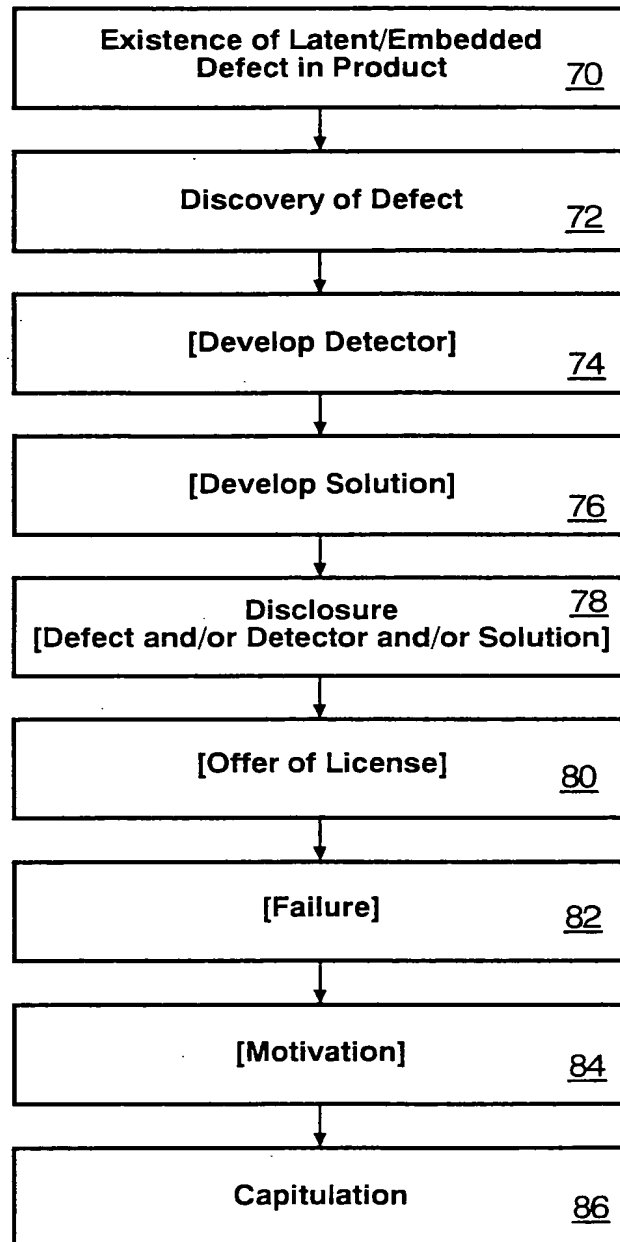 Existence of Latent/Embedded
Defect in Product
70
Discovery of Defect
72
[Develop Detector]
74
[Develop Solution]
76
78
Disclosure
[Defect and/or Detector and/or Solution]
[Offer of License]
80
[Failure]
82
[Motivation]
84
Capitulation
86